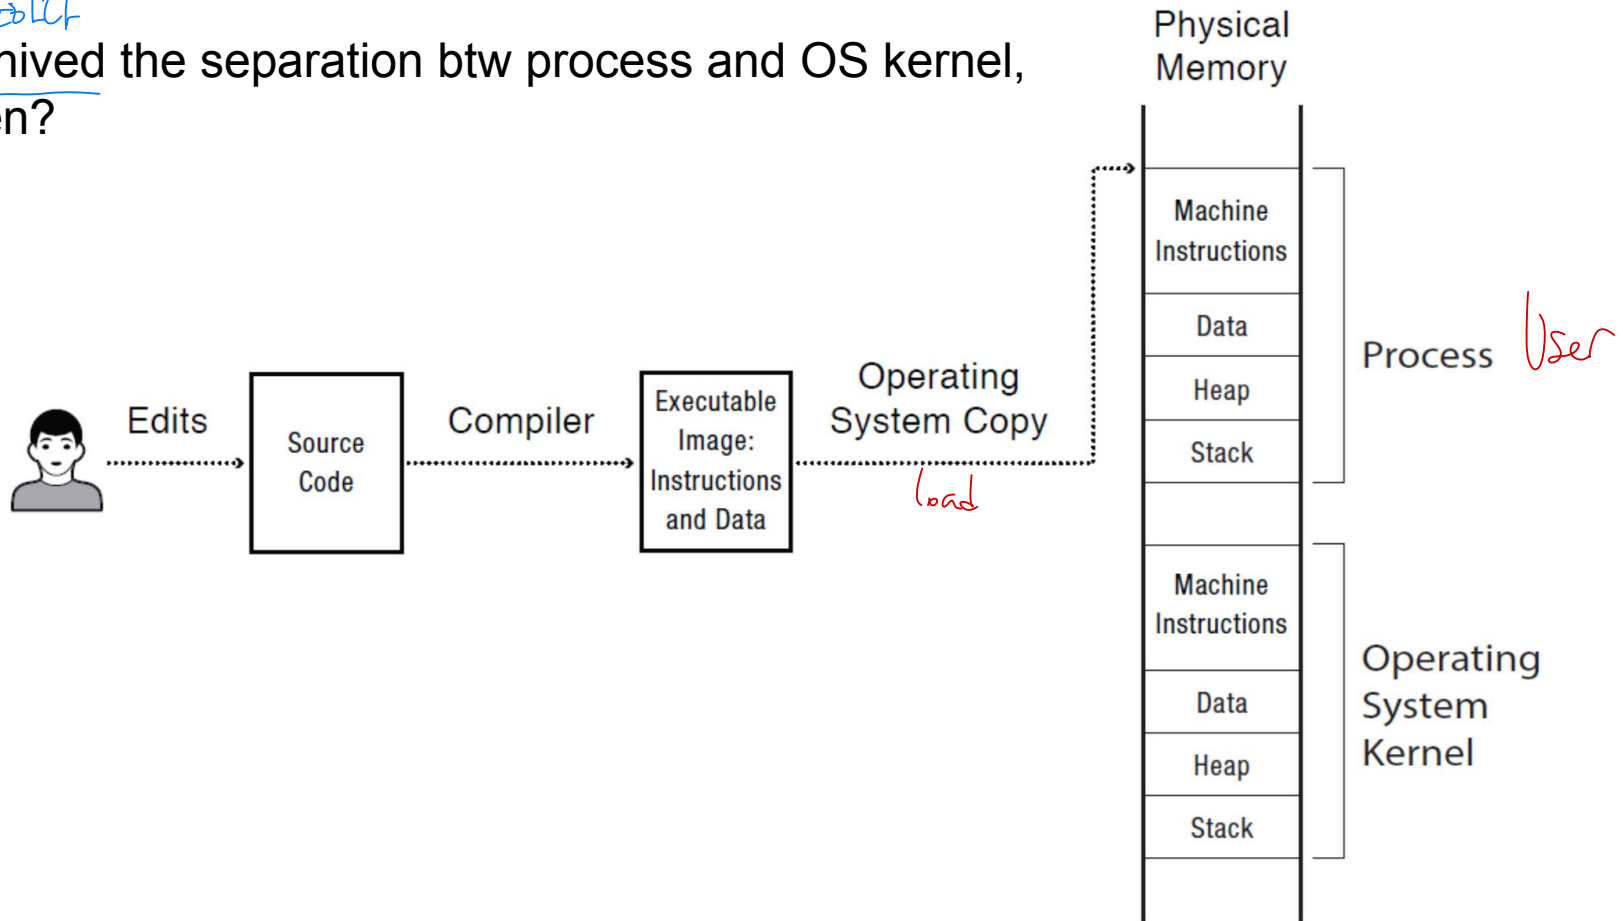 the separation btw process and OS kernel,
Physical
Memory
Machine
Instructions
Data
Heap
Stack
Process User
Edits
Source
Code
Compiler
Executable
Image:
Instructions
and Data
Operating
System Copy
load
Machine
Instructions
Data
Heap
Stack
Operating
System
Kernel